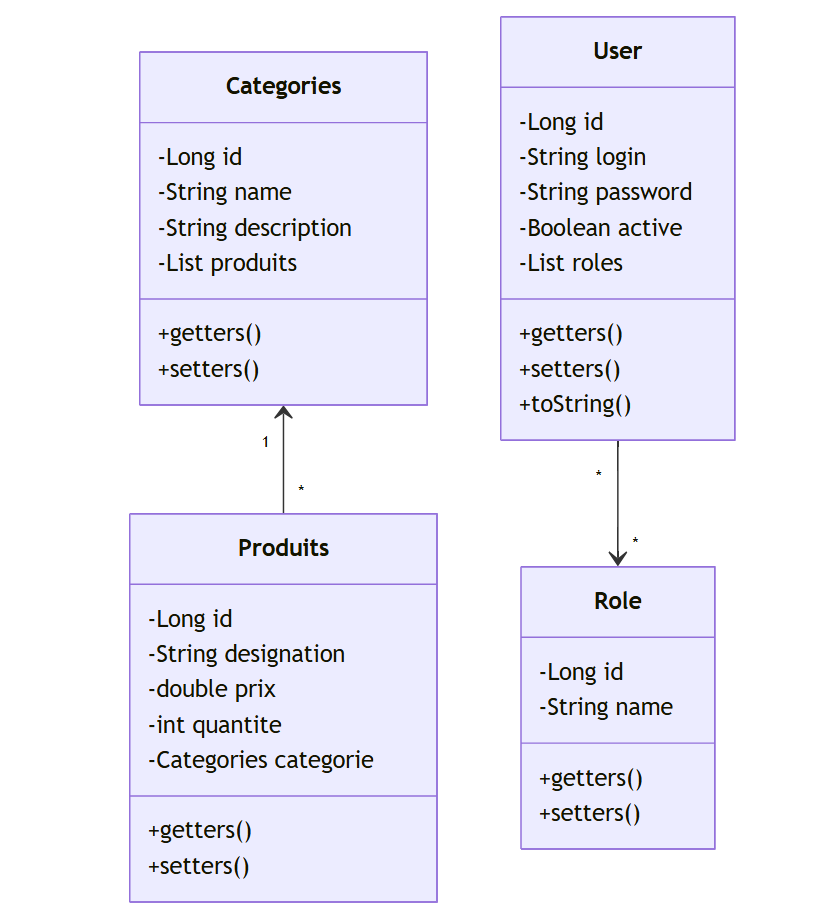 Categories
-Long id
-String name
-String description
-List produits
+getters()
+setters()
1
*
Produits
-Long id
-String designation
-double prix
-int quantite
-Categories categorie
+getters()
+setters()
User
-Long id
-String login
-String password
-Boolean active
-List roles
+getters()
+setters()
+toString()
*
*
Role
-Long id
-String name
+getters()
+setters()